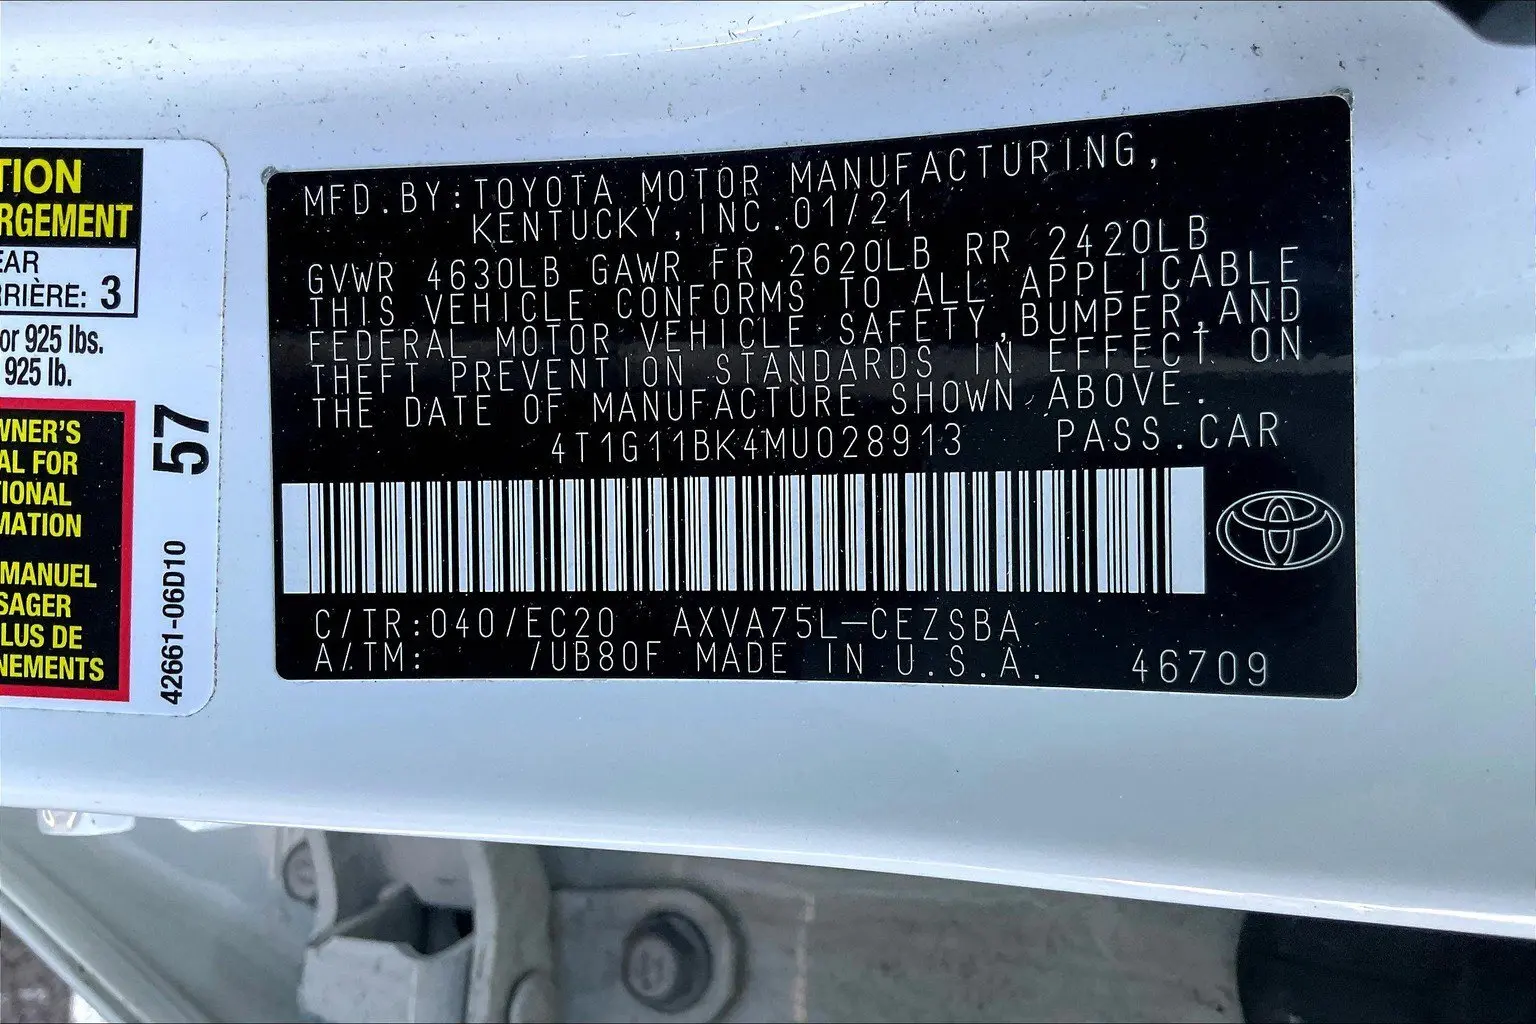 TION
RGEMENT
EAR
RRIÈRE: 3
or 925 lbs.
925 lb.
WNER'S
AL FOR
TIONAL
MATION
MANUEL
SAGER
LUS DE
NEMENTS
57
42661-06D10
MFD.BY:TOYOTA MOTOR MANUFACTURING,
KENTUCKY,INC.01/21
GVWR 4630LB GAWR FR 2620LB RR 2420LB
THIS VEHICLE CONFORMS TO ALL APPLICABLE
FEDERAL MOTOR VEHICLE SAFETY,BUMPER,AND
THEFT PREVENTION STANDARDS IN EFFECT ON
THE DATE OF MANUFACTURE SHOWN ABOVE.
4T1G11BK4MU028913 PASS.CAR
C/TR:040/EC20 AXVA75L-CEZSBA
A/TM: /UB80F MADE IN U.S.A. 46709